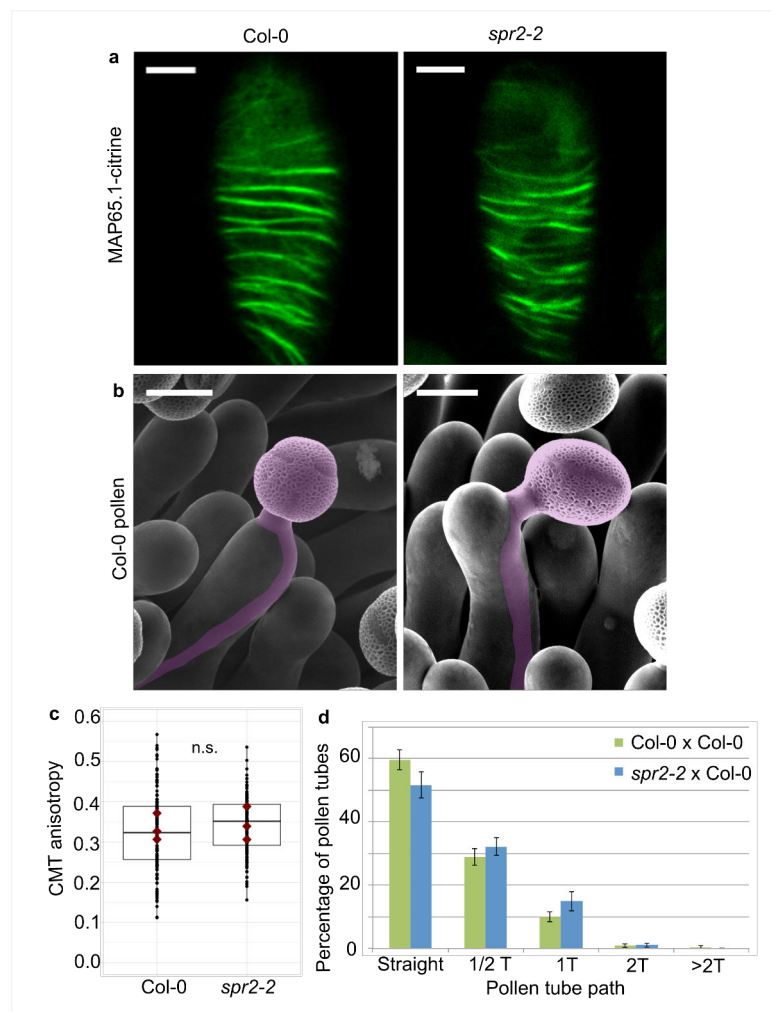 Col-0 spr2-2
a
MAP65.1-citrine
b
Col-0 pollen
c
0.6
0.5
0.4
0.3
0.2
0.1
0.0
CMT anisotropy
n.s.
Col-0 spr2-2
d
60
40
20
0
Percentage of pollen tubes
Col-0 x Col-0
spr2-2 x Col-0
Straight 1/2 T 1T 2T >2T
Pollen tube path